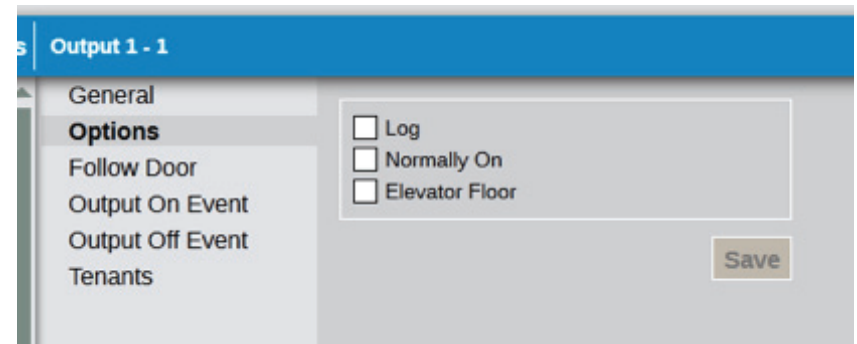 s Output 1 - 1
General
Options
Follow Door
Output On Event
Output Off Event
Tenants
Log
Normally On
Elevator Floor
Save